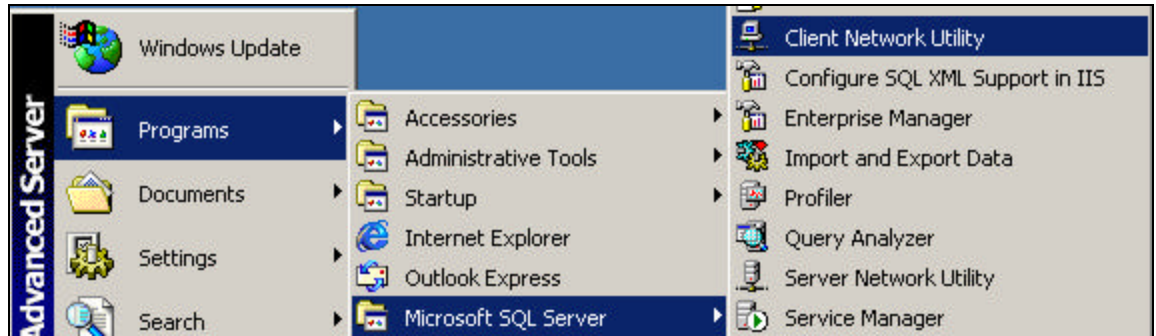 Advanced Server
Windows Update
Programs
Documents
Settings
Search
Accessories
Administrative Tools
Startup
Internet Explorer
Outlook Express
Microsoft SQL Server
Client Network Utility
Configure SQL XML Support in IIS
Enterprise Manager
Import and Export Data
Profiler
Query Analyzer
Server Network Utility
Service Manager